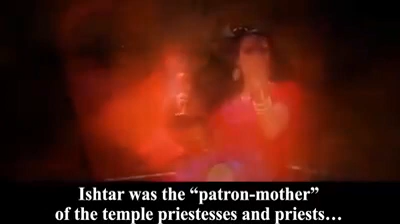 Ishtar was the “patron-mother”
of the temple priestesses and priests…